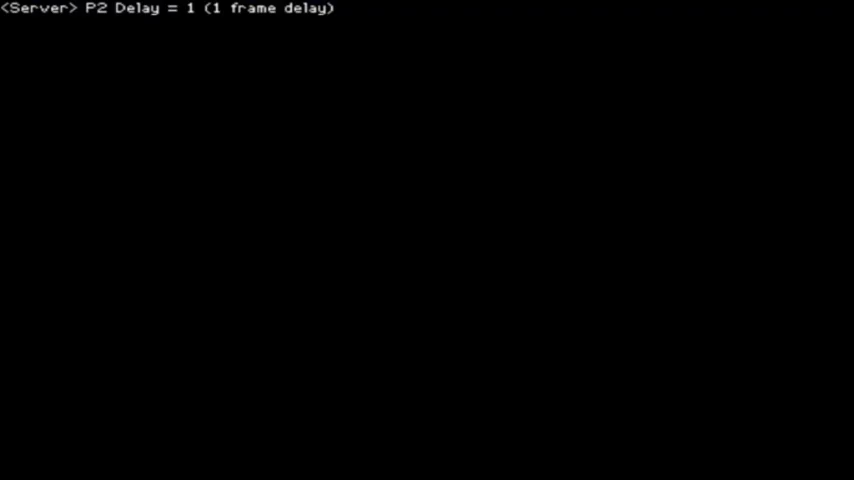 <Server> P2 Delay = 1 (1 frame delay)